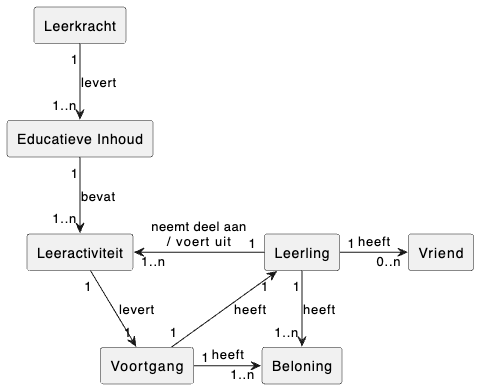 Leerkracht
1
levert
1..n
Educatieve Inhoud
1
bevat
1..n
neemt deel aan
/ voert uit
Leeractiviteit
1..n
1
Leerling
1
heeft
0..n
Vriend
1
levert
1
1
heeft
1
1
heeft
1..n
Voortgang
1
heeft
1..n
Beloning